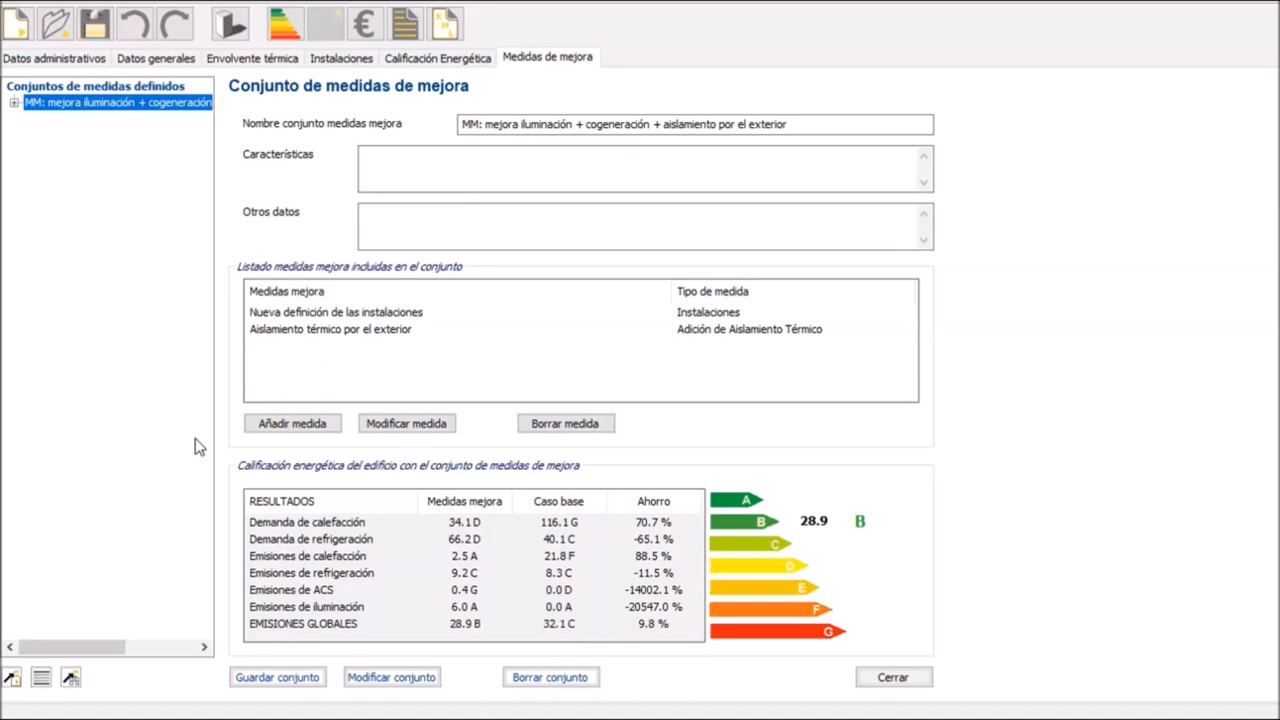 Datos administrativos Datos generales Envolvente térmica Instalaciones Calificación Energética Medidas de mejora
Conjuntos de medidas definidos
MM: mejora iluminación + cogeneración
Conjunto de medidas de mejora
Nombre conjunto medidas mejora MM: mejora iluminación + cogeneración + aislamiento por el exterior
Características
Otros datos
Listado medidas mejora incluidas en el conjunto
Medidas mejora Tipo de medida
Nueva definición de las instalaciones Instalaciones
Aislamiento térmico por el exterior Adición de Aislamiento Térmico
Añadir medida Modificar medida Borrar medida
Calificación energética del edificio con el conjunto de medidas de mejora
RESULTADOS Medidas mejora Caso base Ahorro
Demanda de calefacción 34.1 D 116.1 G 70.7 %
Demanda de refrigeración 66.2 D 40.1 C -65.1 %
Emisiones de calefacción 2.5 A 21.8 F 88.5 %
Emisiones de refrigeración 9.2 C 8.3 C -11.5 %
Emisiones de ACS 0.4 G 0.0 D -14002.1 %
Emisiones de iluminación 6.0 A 0.0 A -20547.0 %
EMISIONES GLOBALES 28.9 B 32.1 C 9.8 %
A
B 28.9 B
C
D
E
F
G
Guardar conjunto Modificar conjunto Borrar conjunto Cerrar